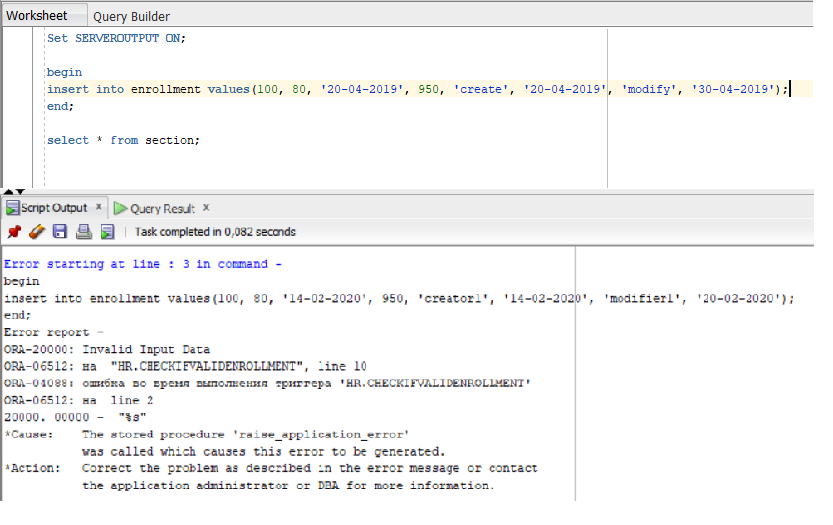 Worksheet Query Builder
Set SERVEROUTPUT ON;
begin
insert into enrollment values(100, 80, '20-04-2019', 950, 'create', '20-04-2019', 'modify', '30-04-2019');
end;
select * from section;
Script Output x Query Result x
Task completed in 0,082 seconds
Error starting at line : 3 in command -
begin
insert into enrollment values(100, 80, '14-02-2020', 950, 'creator1', '14-02-2020', 'modifier1', '20-02-2020');
end;
Error report -
ORA-20000: Invalid Input Data
ORA-06512: на "HR.CHECKIFVALIDENROLLMENT", line 10
ORA-04088: ошибка во время выполнения триггера 'HR.CHECKIFVALIDENROLLMENT'
ORA-06512: на line 2
20000. 00000 - "%s"
*Cause: The stored procedure 'raise_application_error'
was called which causes this error to be generated.
*Action: Correct the problem as described in the error message or contact
the application administrator or DBA for more information.